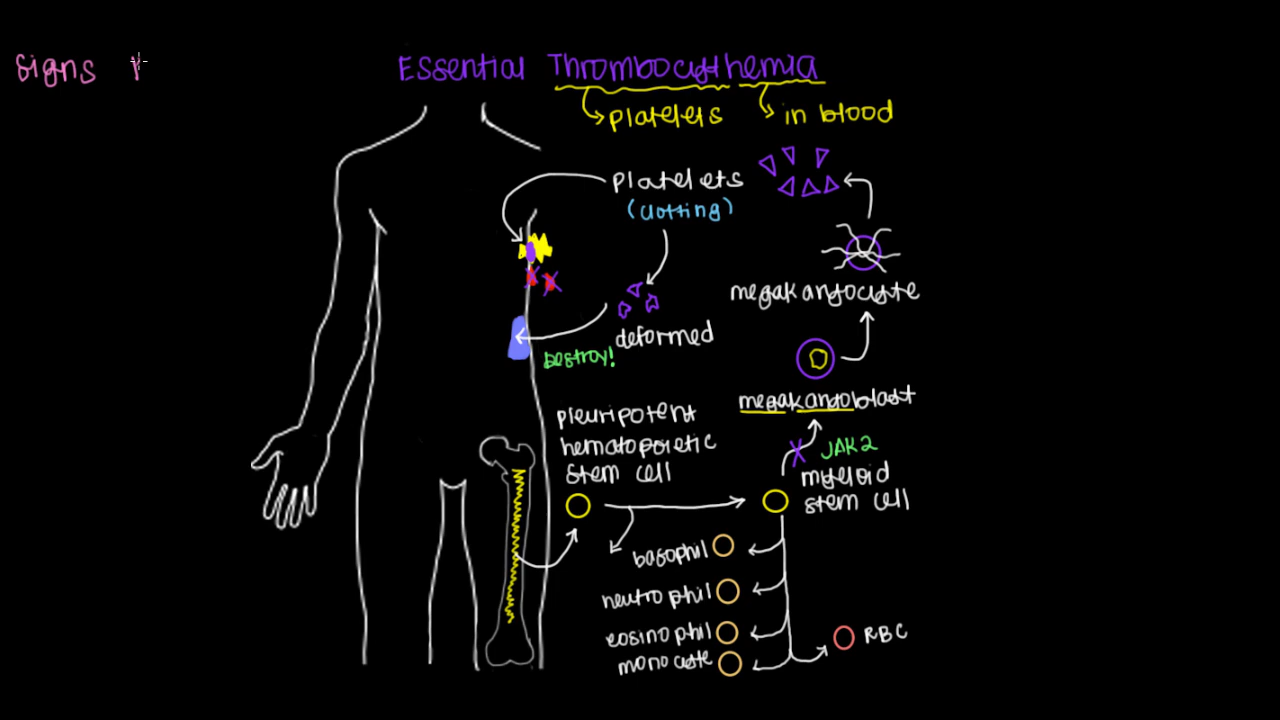 Signs
Essential Thrombocythemia
platelets
in blood
platelets
(clotting)
megakaryocyte
deformed
Destroy!
megakaryoblast
pleuripotent
hematopoietic
stem cell
JAK2
myeloid
stem cell
basophil
neutrophil
eosinophil
monocyte
RBC